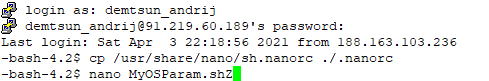 login as: demtsun_andrij
demtsun_andrij@91.219.60.189's password:
Last login: Sat Apr  3 22:18:56 2021 from 188.163.103.236
-bash-4.2$ cp /usr/share/nano/sh.nanorc ./.nanorc
-bash-4.2$ nano MyOSParam.shZ